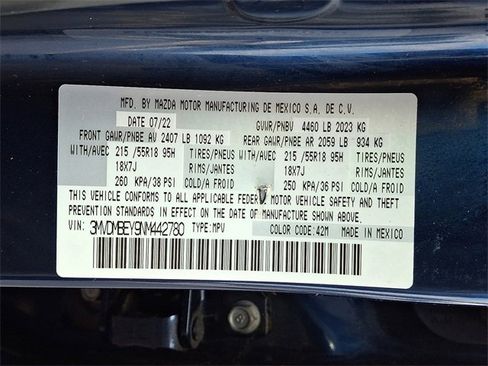 MFD. BY MAZDA MOTOR MANUFACTURING DE MEXICO S.A. DE C.V.
DATE 07/22 GVWR/PNBV 4460 LB 2023 KG
FRONT GAWR/PNBE AV 2407 LB 1092 KG REAR GAWR/PNBE AR 2059 LB 934 KG
WITH/AVEC 215 /55R18 95H TIRES/PNEUS WITH/AVEC 215 /55R18 95H TIRES/PNEUS
18X7J RIMS/JANTES 18X7J RIMS/JANTES
260 KPA/38 PSI COLD/A FROID 250 KPA/36 PSI COLD/A FROID
THIS VEHICLE CONFORMS TO ALL APPLICABLE FEDERAL MOTOR VEHICLE SAFETY AND THEFT
PREVENTION STANDARDS IN EFFECT ON THE DATE OF MANUFACTURE SHOWN ABOVE.
VIN: 3MVDMBEY9NM442780 TYPE:MPV COLOR CODE:42M MADE IN MEXICO